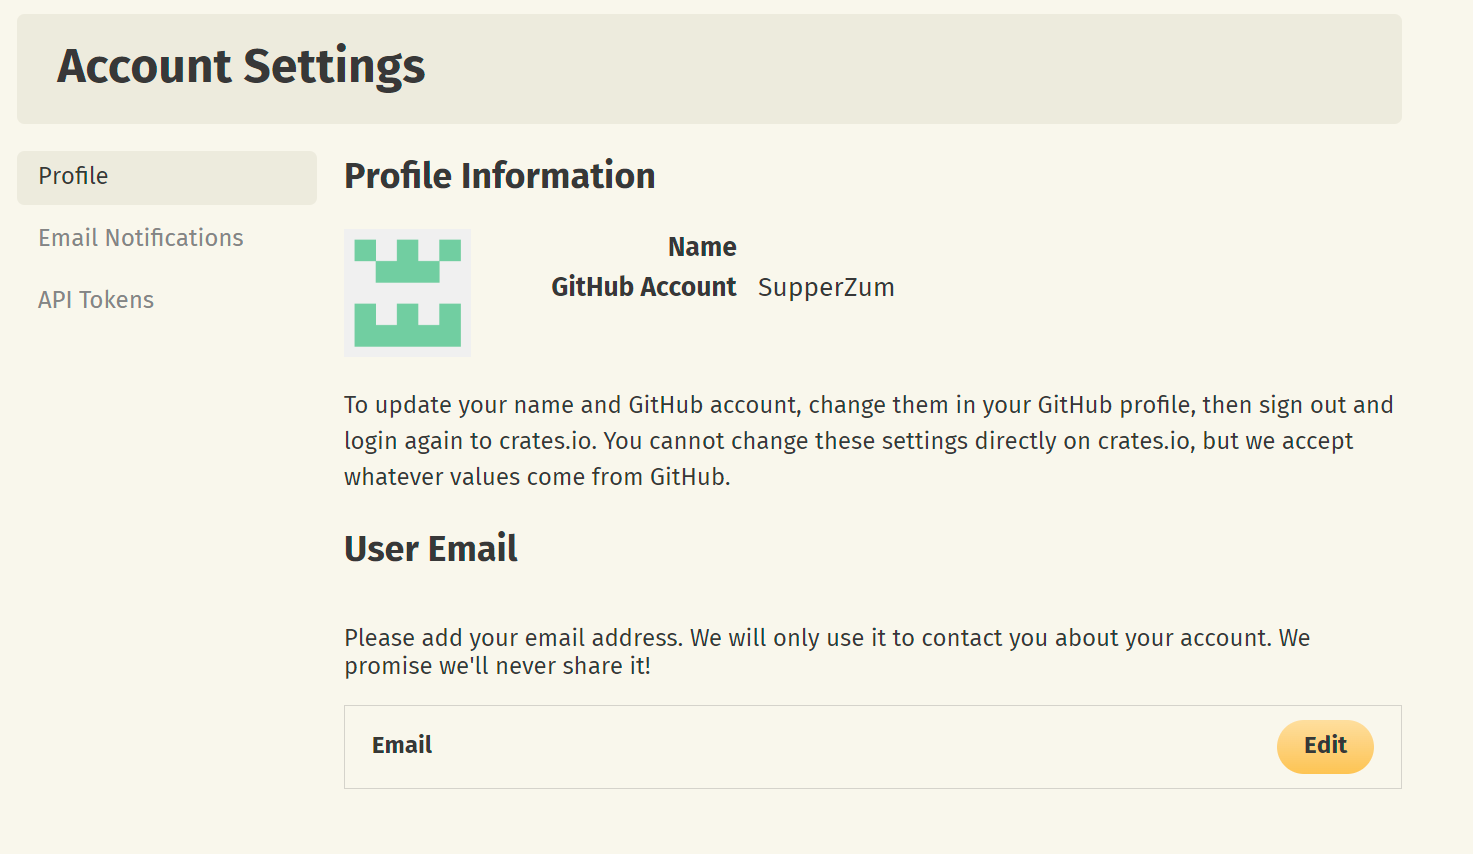 Account Settings
Profile
Email Notifications
API Tokens
Profile Information
Name
GitHub Account SupperZum
To update your name and GitHub account, change them in your GitHub profile, then sign out and
login again to crates.io. You cannot change these settings directly on crates.io, but we accept
whatever values come from GitHub.
User Email
Please add your email address. We will only use it to contact you about your account. We
promise we'll never share it!
Email Edit